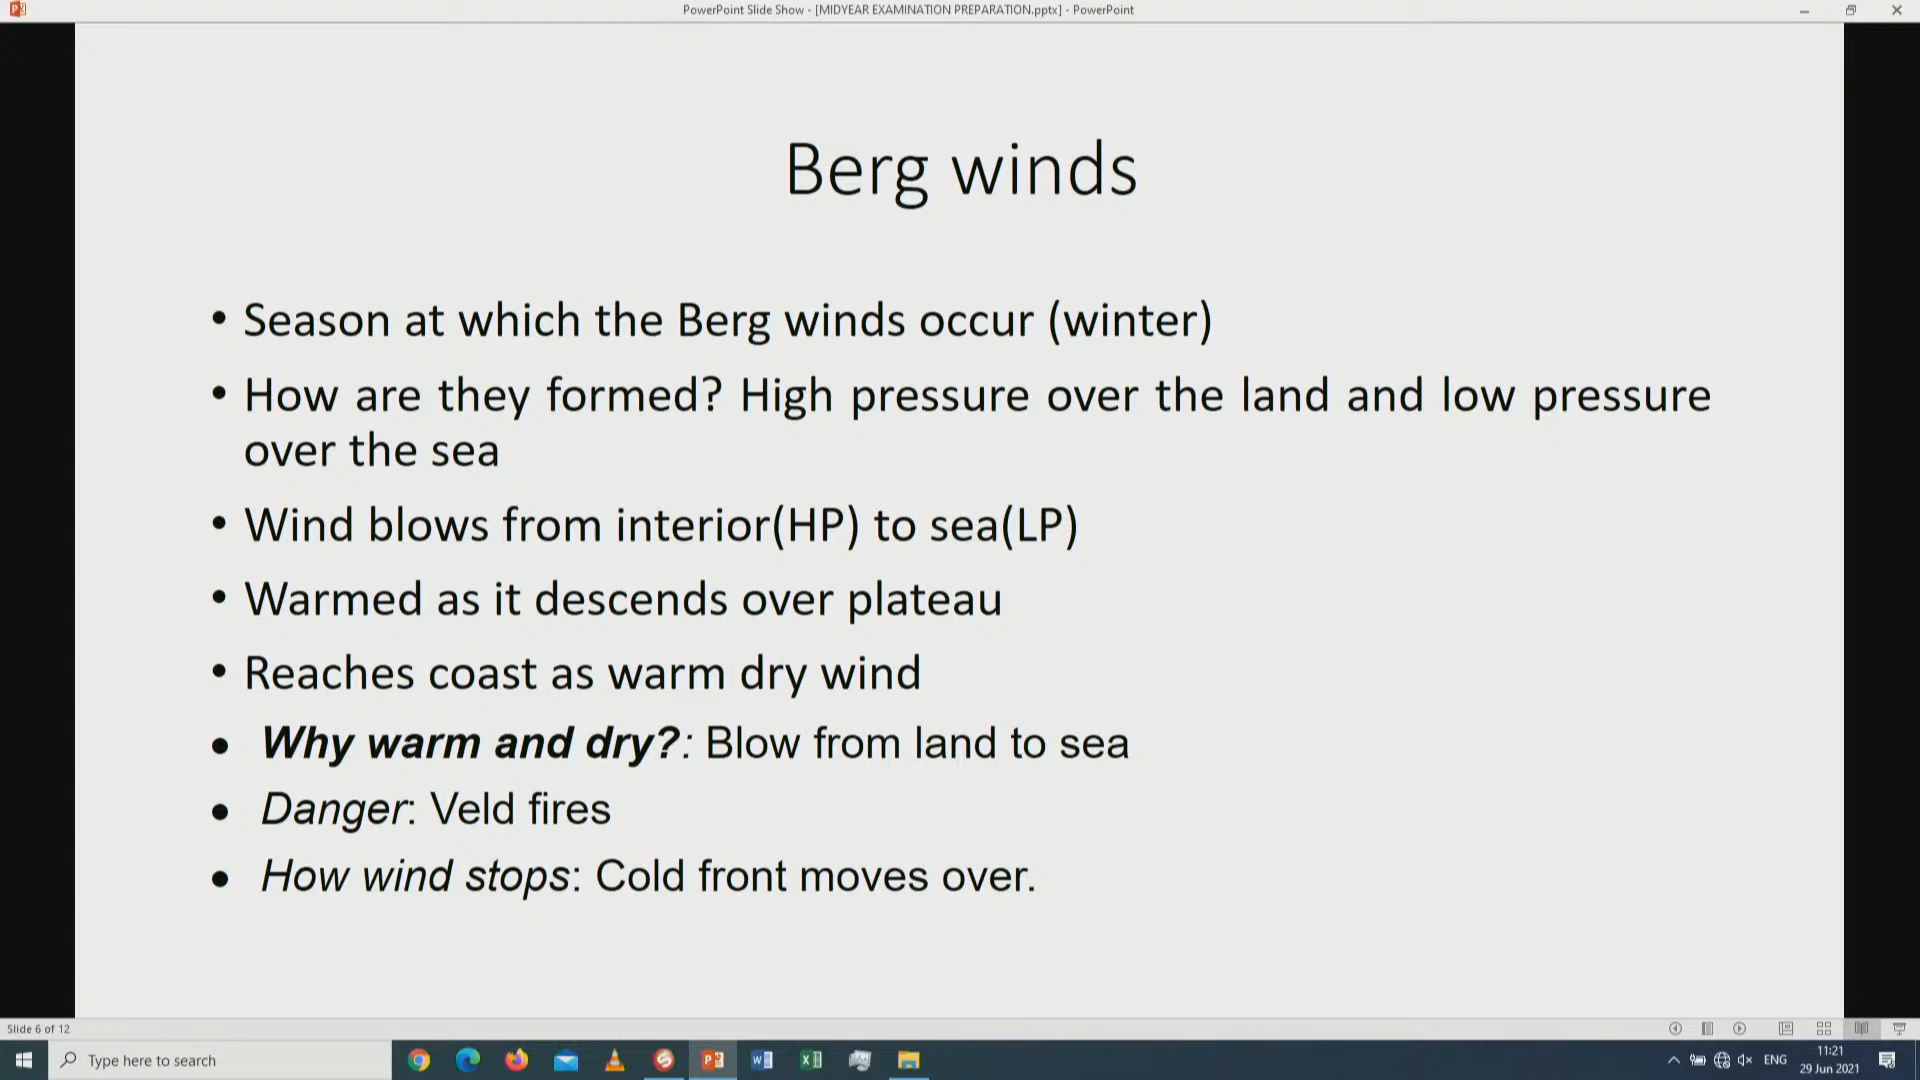 PowerPoint Slide Show - [MIDYEAR EXAMINATION PREPARATION.pptx] - PowerPoint
Berg winds
• Season at which the Berg winds occur (winter)
• How are they formed? High pressure over the land and low pressure
over the sea
• Wind blows from interior(HP) to sea(LP)
• Warmed as it descends over plateau
• Reaches coast as warm dry wind
• Why warm and dry?: Blow from land to sea
• Danger: Veld fires
• How wind stops: Cold front moves over.
Slide 6 of 12
Type here to search
ENG
11:21
29 Jun 2021